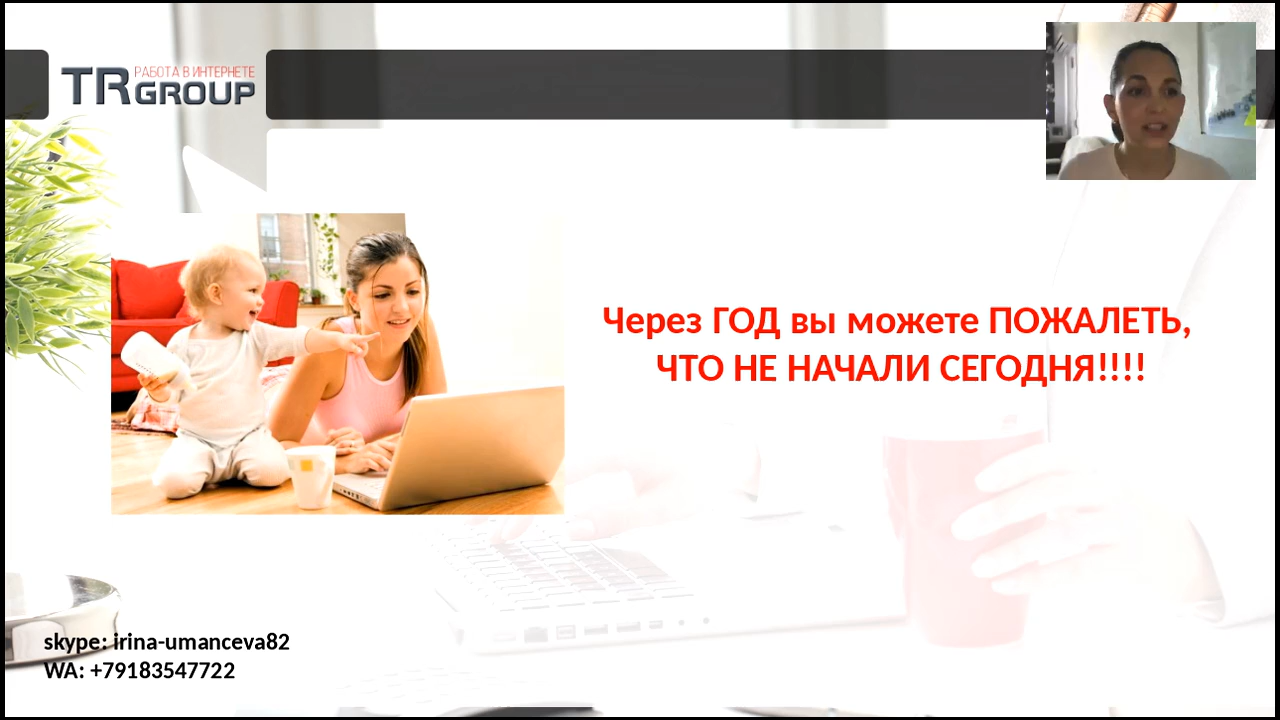 РАБОТА В ИНТЕРНЕТЕ
TR GROUP
Через ГОД вы можете ПОЖАЛЕТЬ,
ЧТО НЕ НАЧАЛИ СЕГОДНЯ!!!!
skype: irina-umanceva82
WA: +79183547722